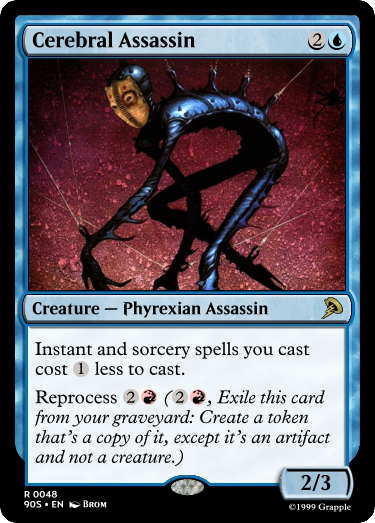 Cerebral Assassin 2
Creature — Phyrexian Assassin
Instant and sorcery spells you cast
cost 1 less to cast.
Reprocess 2 (2, Exile this card
from your graveyard: Create a token
that's a copy of it, except it's an artifact
and not a creature.)
2/3
R 0048
90S • EN BROM
©1999 Grapple